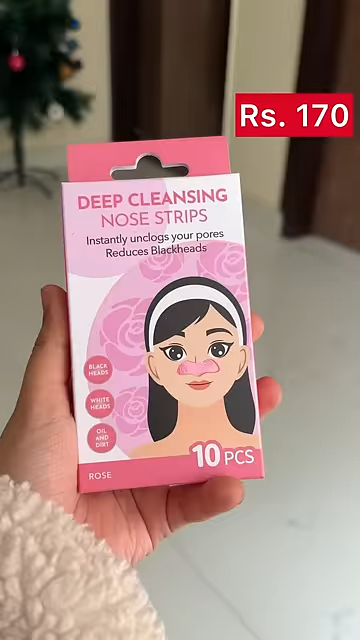 Rs. 170
DEEP CLEANSING
NOSE STRIPS
Instantly unclogs your pores
Reduces Blackheads
BLACK
HEADS
WHITE
HEADS
OIL
AND
DIRT
10 PCS
ROSE